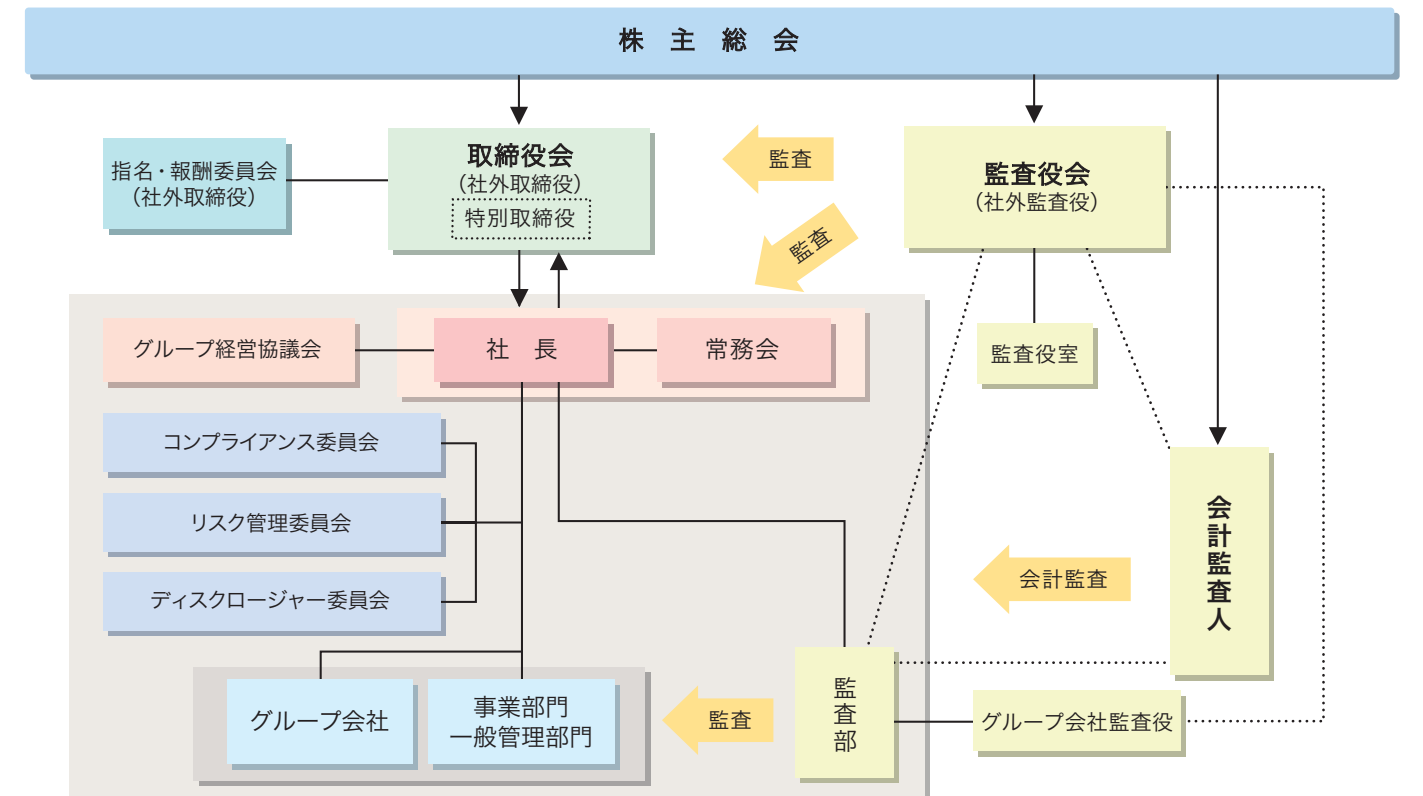 株 主 総 会
指名・報酬委員会
（社外取締役）
取締役会
（社外取締役）
特別取締役
監査
監査役会
（社外監査役）
監査
グループ経営協議会
社 長
常務会
監査役室
コンプライアンス委員会
リスク管理委員会
ディスクロージャー委員会
会計監査
会計監査人
グループ会社
事業部門
一般管理部門
監査
監査部
グループ会社監査役